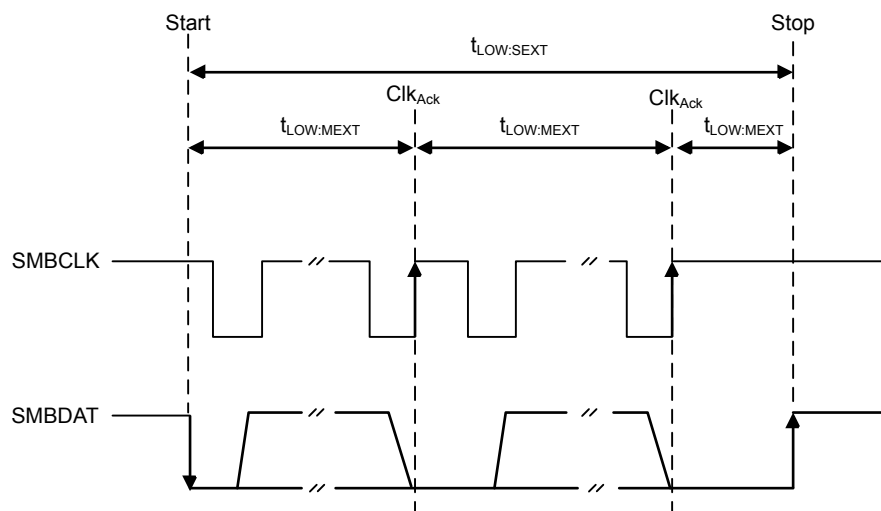 Start
Stop
tLOW:SEXT
ClkAck
ClkAck
tLOW:MEXT
tLOW:MEXT
tLOW:MEXT
SMBCLK
SMBDAT